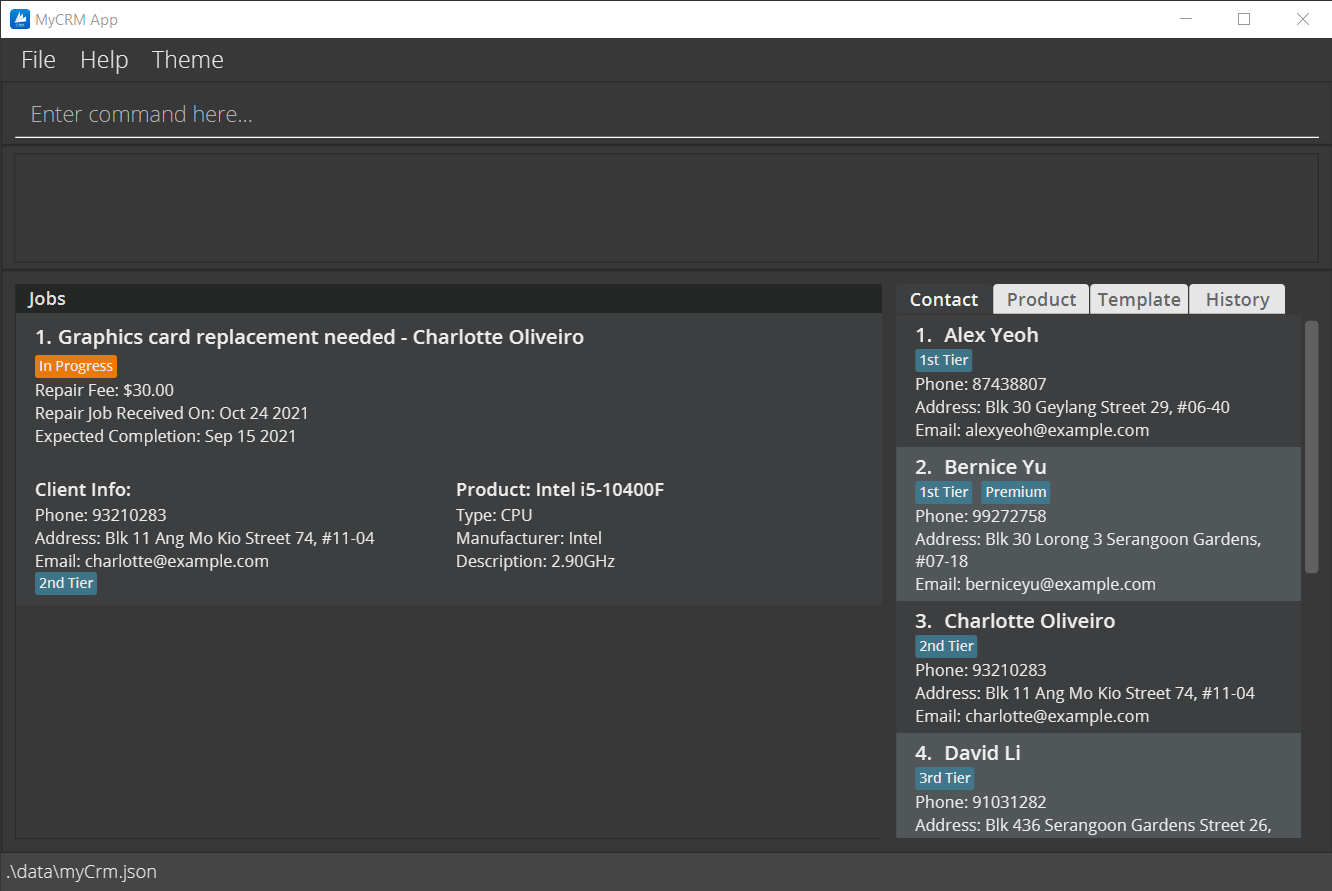 MyCRM App
File Help Theme
Enter command here...
Jobs
1. Graphics card replacement needed - Charlotte Oliveiro
In Progress
Repair Fee: $30.00
Repair Job Received On: Oct 24 2021
Expected Completion: Sep 15 2021
Client Info:
Phone: 93210283
Address: Blk 11 Ang Mo Kio Street 74, #11-04
Email: charlotte@example.com
2nd Tier
Product: Intel i5-10400F
Type: CPU
Manufacturer: Intel
Description: 2.90GHz
Contact Product Template History
1. Alex Yeoh
1st Tier
Phone: 87438807
Address: Blk 30 Geylang Street 29, #06-40
Email: alexyeoh@example.com
2. Bernice Yu
1st Tier Premium
Phone: 99272758
Address: Blk 30 Lorong 3 Serangoon Gardens,
#07-18
Email: berniceyu@example.com
3. Charlotte Oliveiro
2nd Tier
Phone: 93210283
Address: Blk 11 Ang Mo Kio Street 74, #11-04
Email: charlotte@example.com
4. David Li
3rd Tier
Phone: 91031282
Address: Blk 436 Serangoon Gardens Street 26,
.\data\myCrm.json